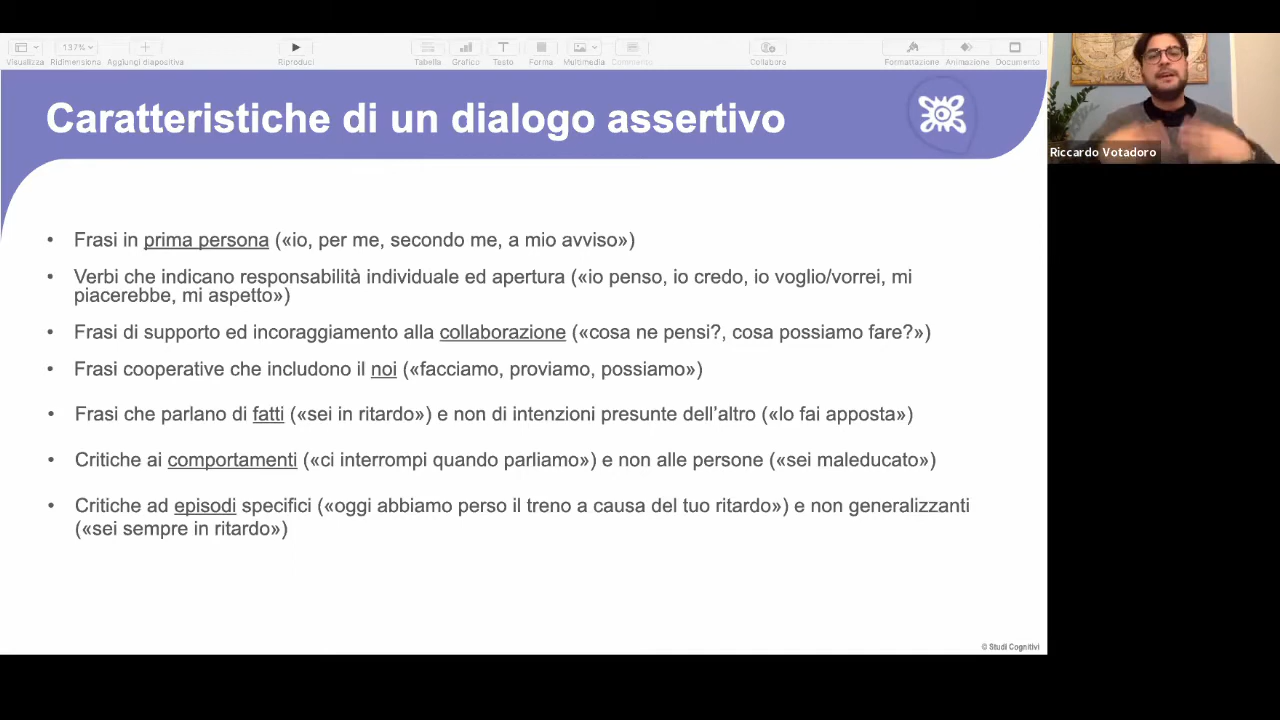 137%
Visualizza
Ridimensiona
Aggiungi diapositiva
Riproduci
Tabella
Grafico
Testo
Forma
Multimedia
Commento
Collabora
Formattazione
Animazione
Documento
Caratteristiche di un dialogo assertivo
Riccardo Votadoro
• Frasi in prima persona («io, per me, secondo me, a mio avviso»)
• Verbi che indicano responsabilità individuale ed apertura («io penso, io credo, io voglio/vorrei, mi
piacerebbe, mi aspetto»)
• Frasi di supporto ed incoraggiamento alla collaborazione («cosa ne pensi?, cosa possiamo fare?»)
• Frasi cooperative che includono il noi («facciamo, proviamo, possiamo»)
• Frasi che parlano di fatti («sei in ritardo») e non di intenzioni presunte dell’altro («lo fai apposta»)
• Critiche ai comportamenti («ci interrompi quando parliamo») e non alle persone («sei maleducato»)
• Critiche ad episodi specifici («oggi abbiamo perso il treno a causa del tuo ritardo») e non generalizzanti
(«sei sempre in ritardo»)
© Studi Cognitivi